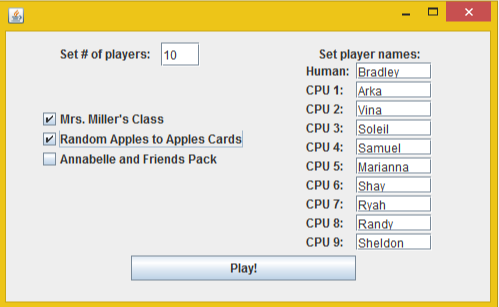 Set # of players: 10
Mrs. Miller's Class
Random Apples to Apples Cards
Annabelle and Friends Pack
Set player names:
Human: Bradley
CPU 1: Arka
CPU 2: Vina
CPU 3: Soleil
CPU 4: Samuel
CPU 5: Marianna
CPU 6: Shay
CPU 7: Ryah
CPU 8: Randy
CPU 9: Sheldon
Play!